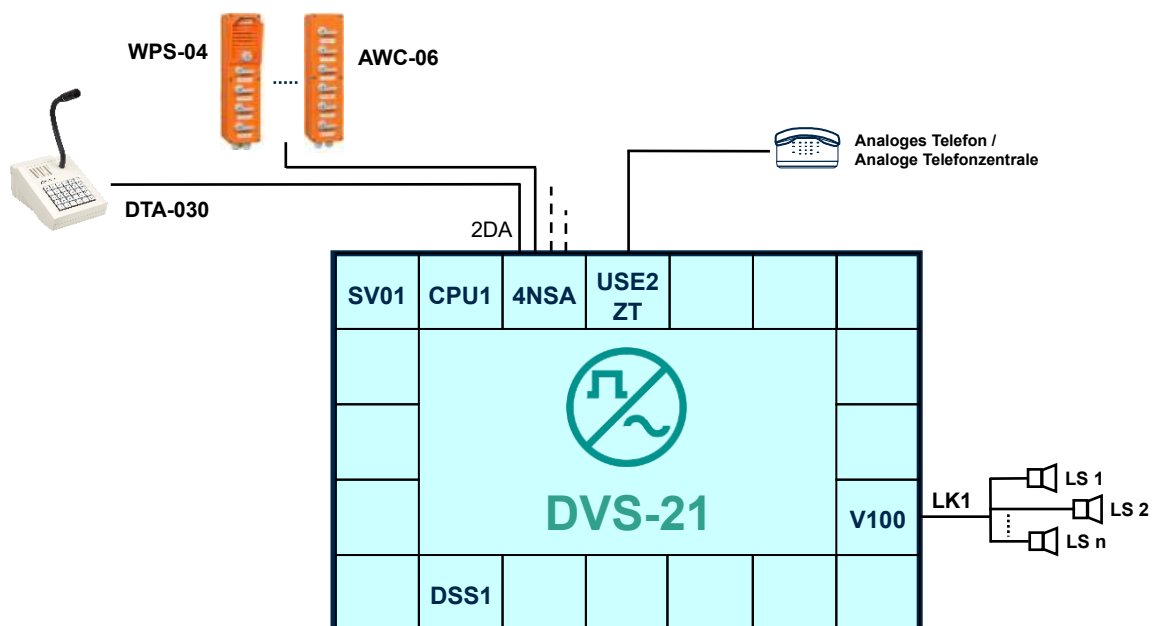 WPS-04
AWC-06
.....
DTA-030
Analoges Telefon /
Analoge Telefonzentrale
2DA
SV01
CPU1
4NSA
USE2
ZT
DVS-21
V100
LK1
LS 1
LS 2
LS n
DSS1